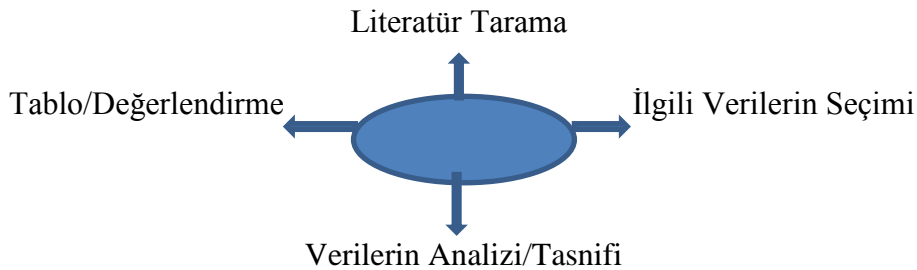 Literatür Tarama
Tablo/Değerlendirme
İlgili Verilerin Seçimi
Verilerin Analizi/Tasnifi